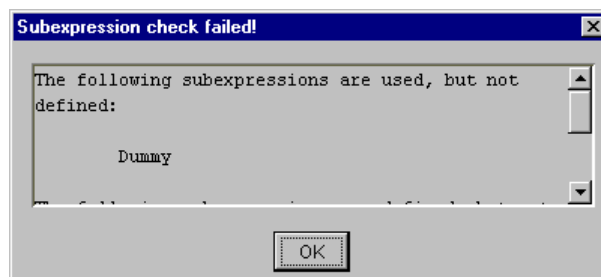 Subexpression check failed!
The following subexpressions are used, but not
defined:
Dummy
OK